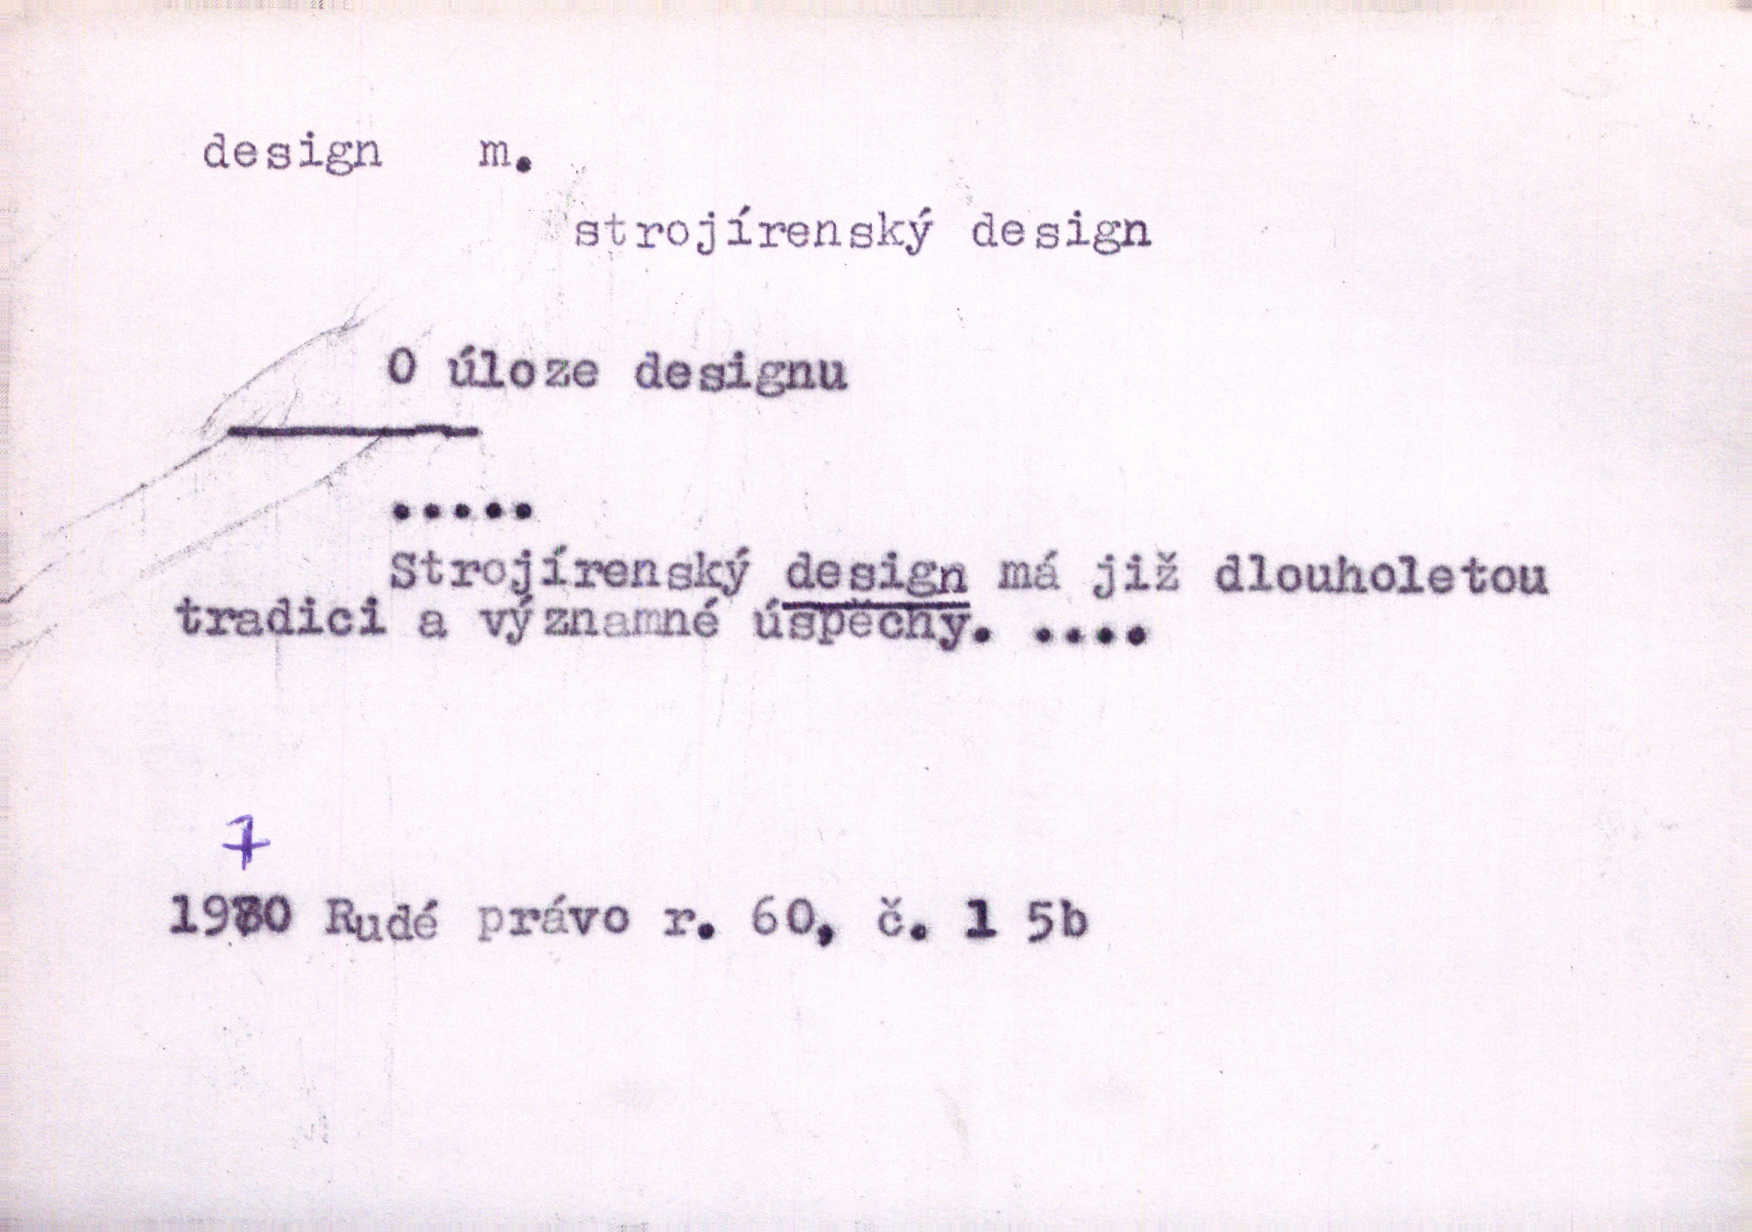 design m.
strojírenský design
O úloze designu
.....
Strojírenský design má již dlouholetou
tradici a významné úspěchy. ....
7
1970 Rudé právo r. 60, č. 1 5b